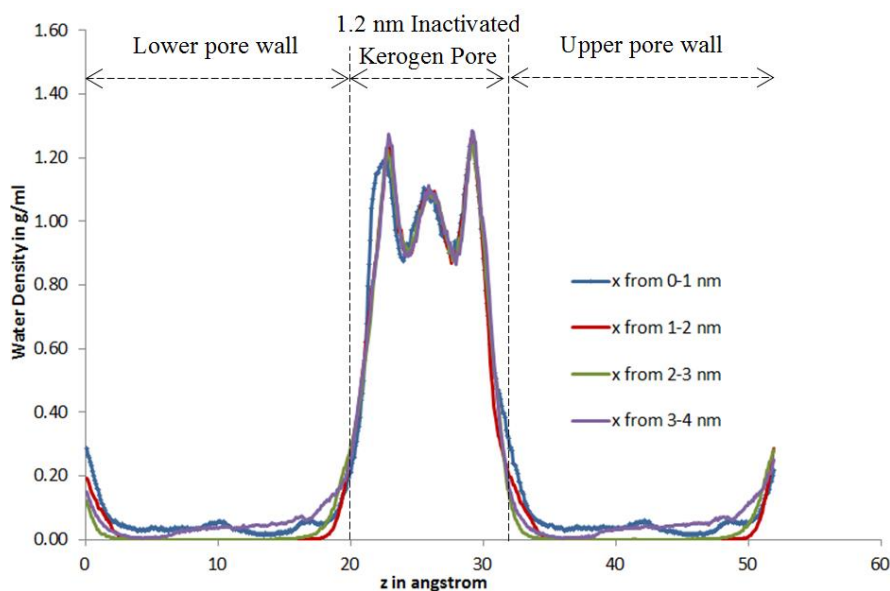 1.2 nm Inactivated
Lower pore wall
Kerogen Pore
Upper pore wall
1.60
1.40
1.20
1.00
0.80
0.60
0.40
0.20
0.00
Water Density in g/ml
x from 0-1 nm
x from 1-2 nm
x from 2-3 nm
x from 3-4 nm
0 10 20 30 40 50 60
z in angstrom